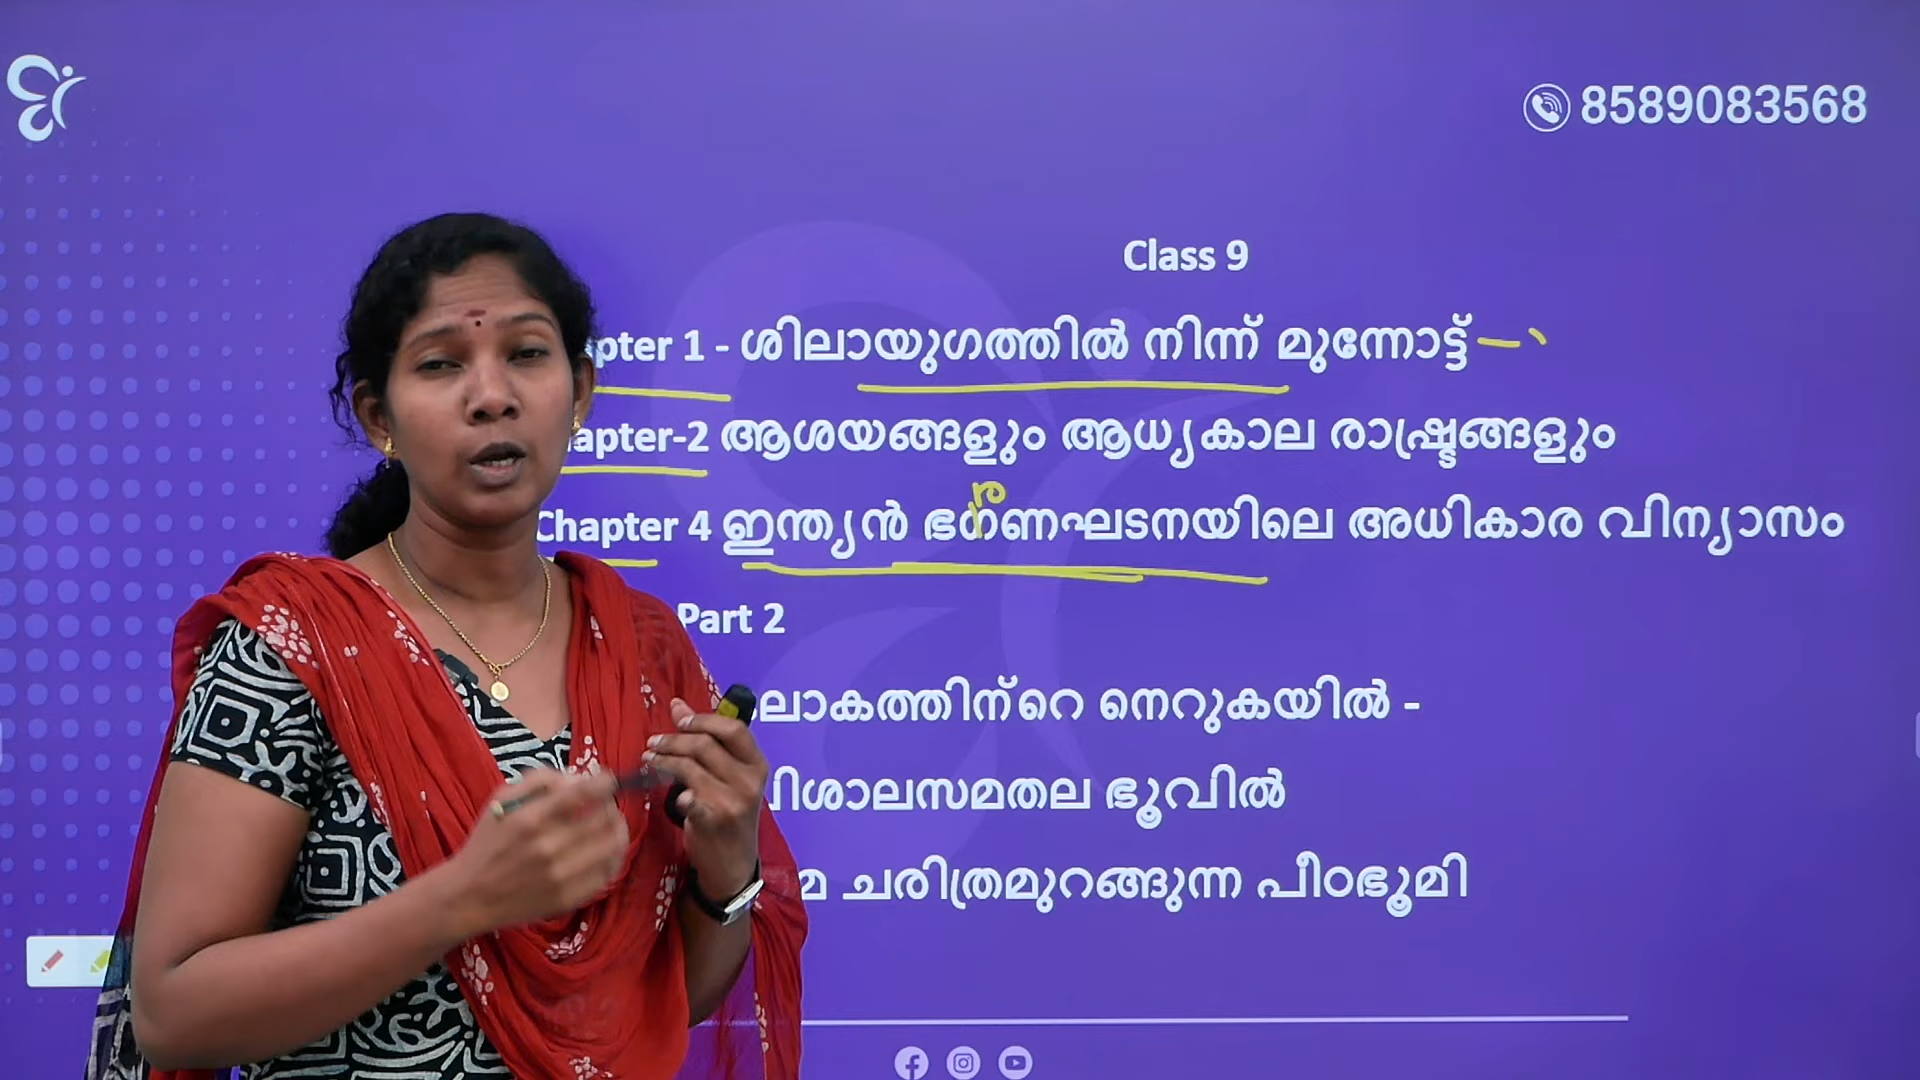 8589083568
Class 9
pter 1 - ശിലായുഗത്തിൽ നിന്ന് മുന്നോട്ട്
apter-2 ആശയങ്ങളും ആധ്യകാല രാഷ്ട്രങ്ങളും
Chapter 4 ഇന്ത്യൻ ഭഗണഘടനയിലെ അധികാര വിന്യാസം
Part 2
ലോകത്തിന്റെ നെറുകയിൽ -
വിശാലസമതല ഭൂവിൽ
ചരിത്രമുറങ്ങുന്ന പീഠഭൂമി